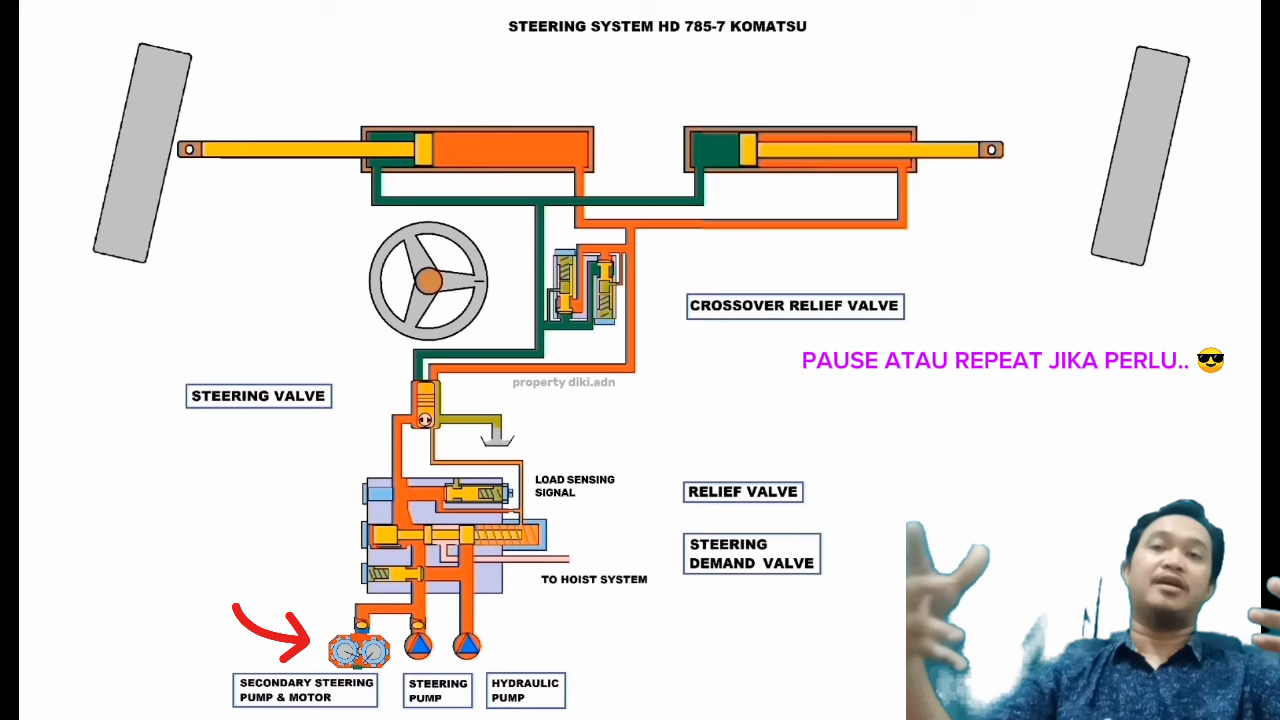 STEERING SYSTEM HD 785-7 KOMATSU
CROSSOVER RELIEF VALVE
PAUSE ATAU REPEAT JIKA PERLU.. 😎
property diki.adn
STEERING VALVE
LOAD SENSING
SIGNAL
RELIEF VALVE
STEERING
DEMAND VALVE
TO HOIST SYSTEM
SECONDARY STEERING
PUMP & MOTOR
STEERING
PUMP
HYDRAULIC
PUMP